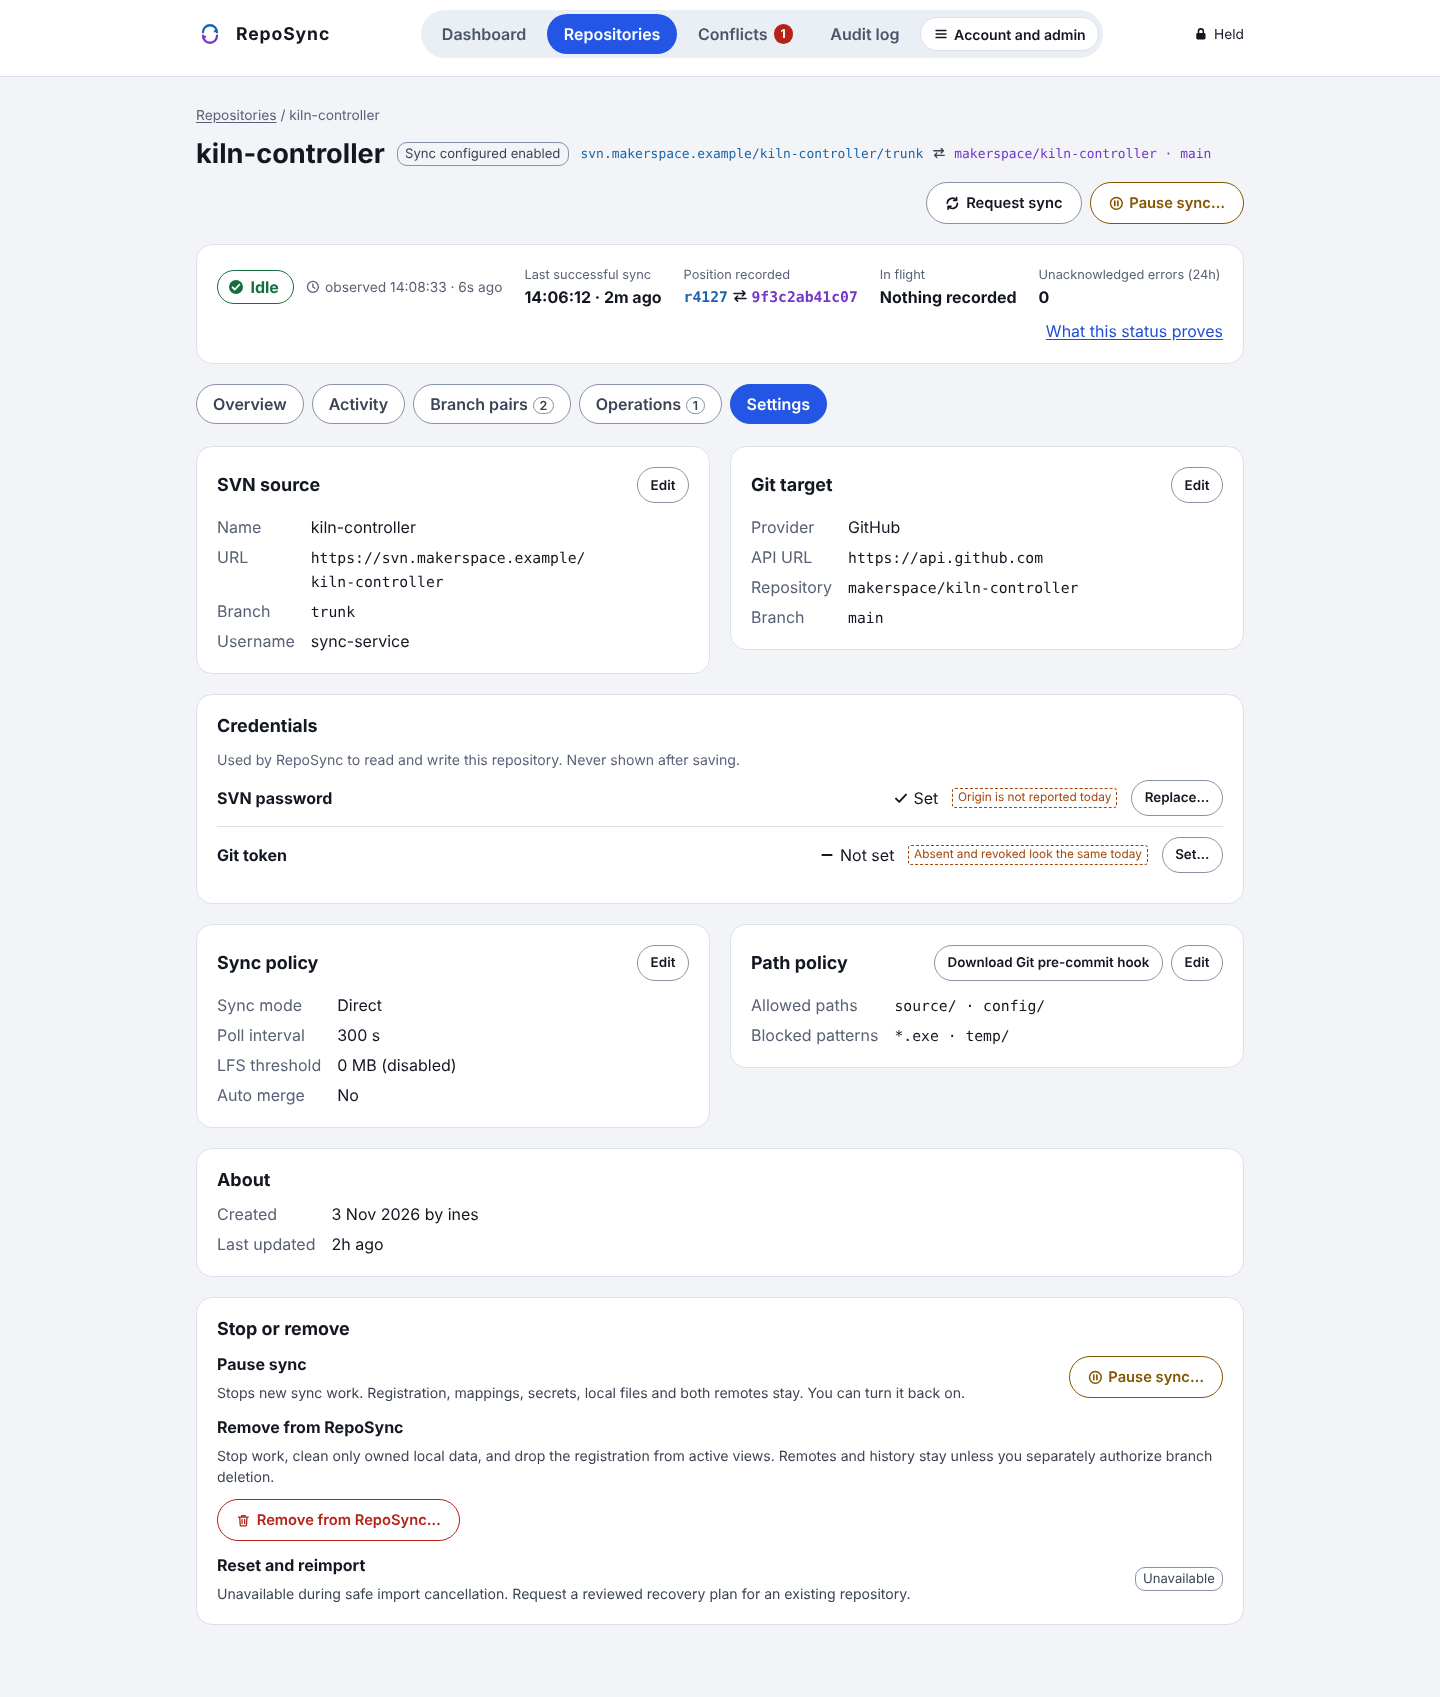 RepoSync
Dashboard
Repositories
Conflicts 1
Audit log
Account and admin
Held
Repositories / kiln-controller
kiln-controller
Sync configured enabled
svn.makerspace.example/kiln-controller/trunk ⇄ makerspace/kiln-controller · main
Request sync
Pause sync…
Idle
observed 14:08:33 · 6s ago
Last successful sync
14:06:12 · 2m ago
Position recorded
r4127 ⇄ 9f3c2ab41c07
In flight
Nothing recorded
Unacknowledged errors (24h)
0
What this status proves
Overview
Activity
Branch pairs 2
Operations 1
Settings
SVN source
Edit
Name kiln-controller
URL https://svn.makerspace.example/
kiln-controller
Branch trunk
Username sync-service
Git target
Edit
Provider GitHub
API URL https://api.github.com
Repository makerspace/kiln-controller
Branch main
Credentials
Used by RepoSync to read and write this repository. Never shown after saving.
SVN password
Set
Origin is not reported today
Replace…
Git token
Not set
Absent and revoked look the same today
Set…
Sync policy
Edit
Sync mode Direct
Poll interval 300 s
LFS threshold 0 MB (disabled)
Auto merge No
Path policy
Download Git pre-commit hook
Edit
Allowed paths source/ · config/
Blocked patterns *.exe · temp/
About
Created 3 Nov 2026 by ines
Last updated 2h ago
Stop or remove
Pause sync
Stops new sync work. Registration, mappings, secrets, local files and both remotes stay. You can turn it back on.
Pause sync…
Remove from RepoSync
Stop work, clean only owned local data, and drop the registration from active views. Remotes and history stay unless you separately authorize branch
deletion.
Remove from RepoSync…
Reset and reimport
Unavailable during safe import cancellation. Request a reviewed recovery plan for an existing repository.
Unavailable